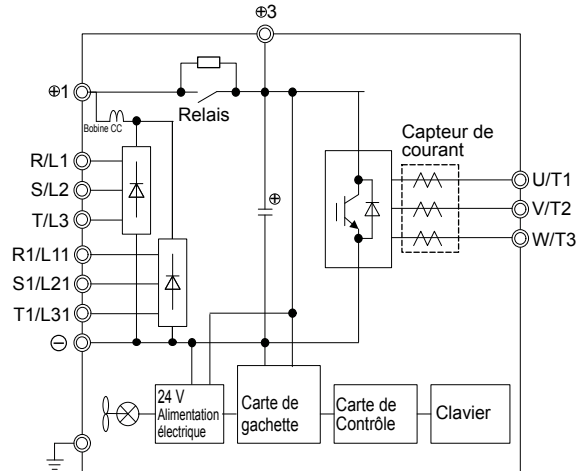 ⊕3
⊕1
Relais
Bobine CC
Capteur de
courant
R/L1
S/L2
T/L3
R1/L11
S1/L21
T1/L31
⊖
⊕
U/T1
V/T2
W/T3
24 V
Alimentation
électrique
Carte de
gachette
Carte de
Contrôle
Clavier